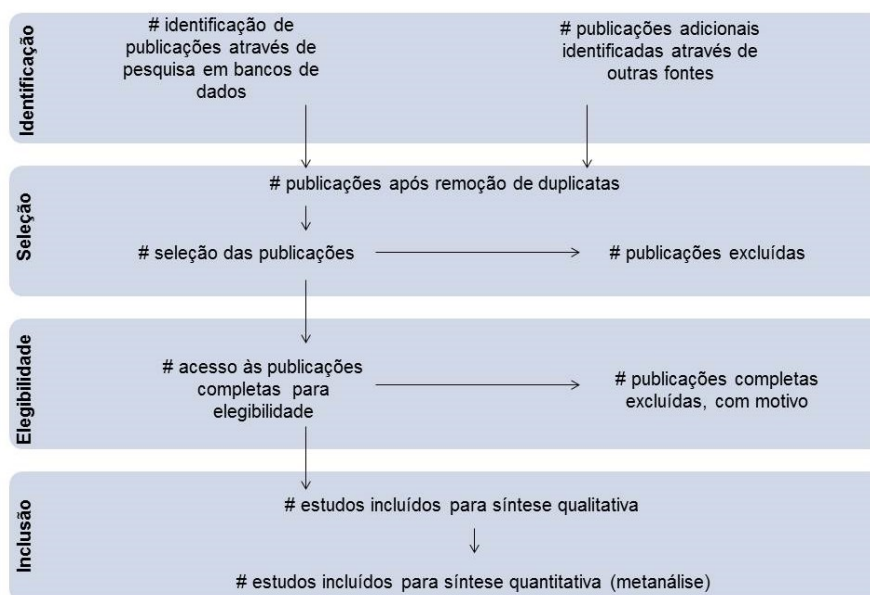 Identificação
# identificação de
publicações através de
pesquisa em bancos de
dados
# publicações adicionais
identificadas através de
outras fontes
Seleção
# publicações após remoção de duplicatas
# seleção das publicações
# publicações excluídas
Elegibilidade
# acesso às publicações
completas para
elegibilidade
# publicações completas
excluídas, com motivo
Inclusão
# estudos incluídos para síntese qualitativa
# estudos incluídos para síntese quantitativa (metanálise)